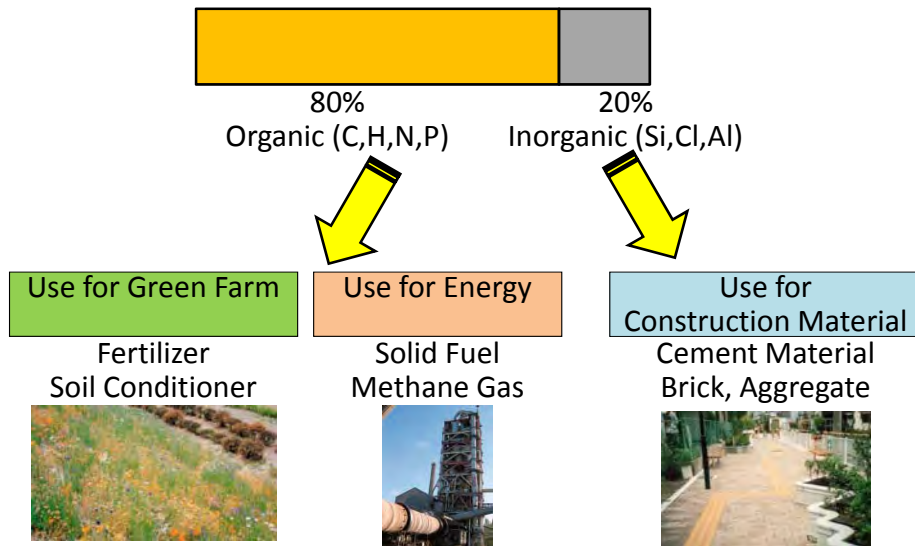 80%
Organic (C,H,N,P)
20%
Inorganic (Si,Cl,Al)
Use for Green Farm
Fertilizer
Soil Conditioner
Use for Energy
Solid Fuel
Methane Gas
Use for
Construction Material
Cement Material
Brick, Aggregate